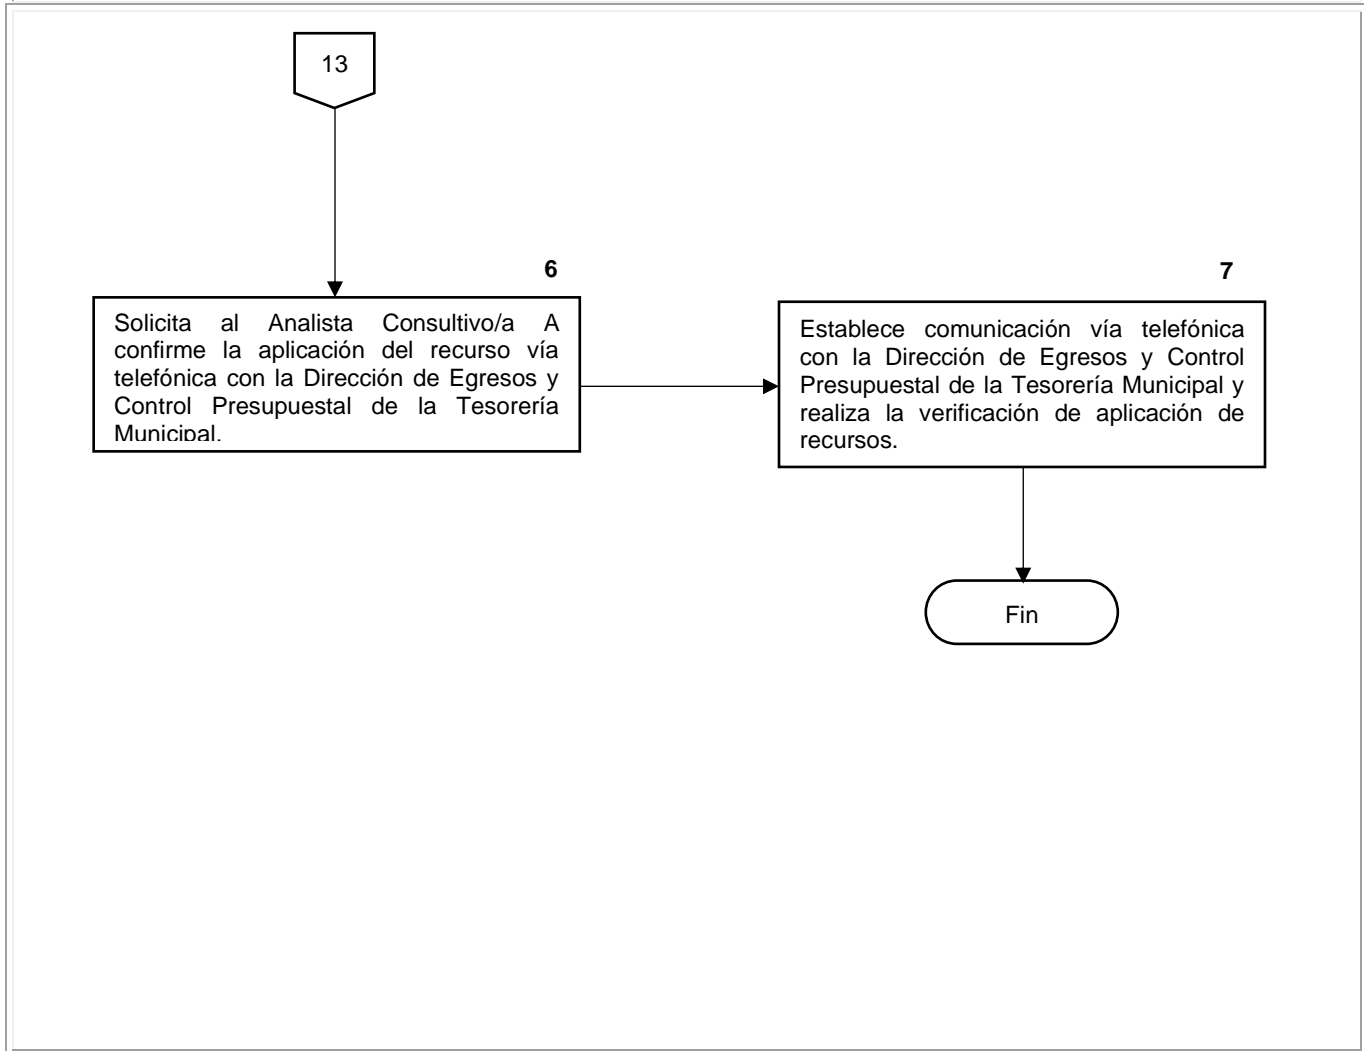 13
6
Solicita al Analista Consultivo/a A
confirme la aplicación del recurso vía
telefónica con la Dirección de Egresos y
Control Presupuestal de la Tesorería
Municipal.
7
Establece comunicación vía telefónica
con la Dirección de Egresos y Control
Presupuestal de la Tesorería Municipal y
realiza la verificación de aplicación de
recursos.
Fin